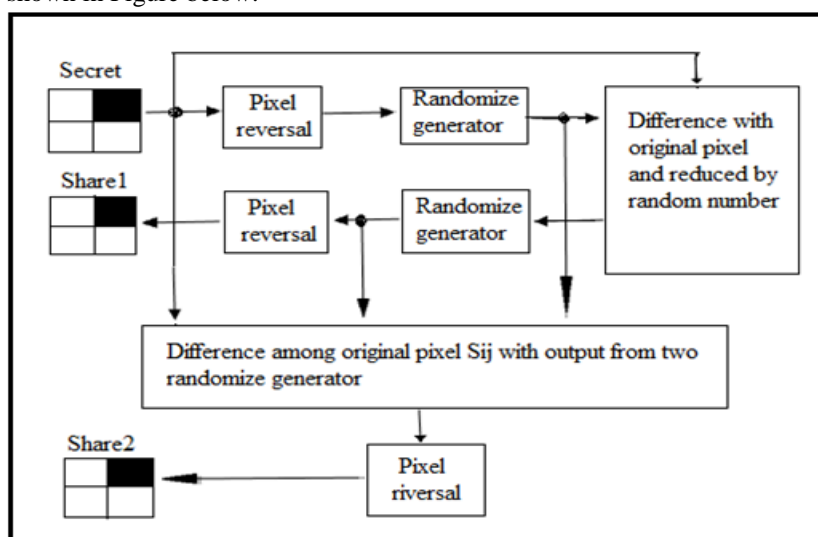 shown in Figure below.
Secret
Pixel
reversal
Randomize
generator
Difference with
original pixel
and reduced by
random number
Share1
Pixel
reversal
Randomize
generator
Difference among original pixel Sij with output from two
randomize generator
Share2
Pixel
riversal